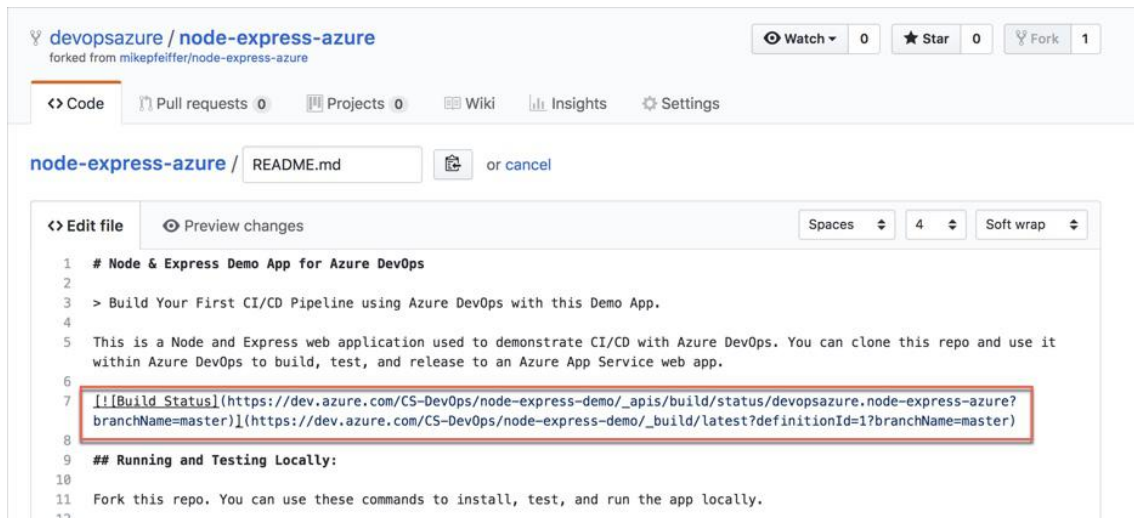 devopsazure / node-express-azure
forked from mikepfeiffer/node-express-azure
Watch 0 Star 0 Fork 1
Code Pull requests 0 Projects 0 Wiki Insights Settings
node-express-azure / README.md or cancel
Edit file Preview changes Spaces 4 Soft wrap
1 # Node & Express Demo App for Azure DevOps
2
3 > Build Your First CI/CD Pipeline using Azure DevOps with this Demo App.
4
5 This is a Node and Express web application used to demonstrate CI/CD with Azure DevOps. You can clone this repo and use it
within Azure DevOps to build, test, and release to an Azure App Service web app.
6
7 [![Build Status](https://dev.azure.com/CS-DevOps/node-express-demo/_apis/build/status/devopsazure.node-express-azure?
branchName=master)](https://dev.azure.com/CS-DevOps/node-express-demo/_build/latest?definitionId=1?branchName=master)
8
9 ## Running and Testing Locally:
10
11 Fork this repo. You can use these commands to install, test, and run the app locally.